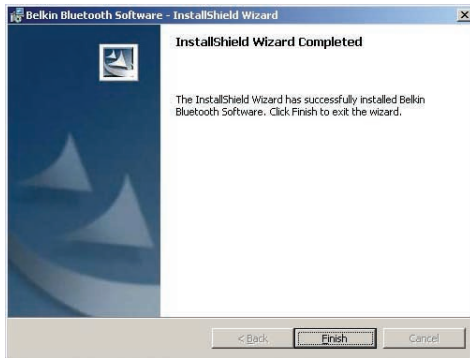 Belkin Bluetooth Software - InstallShield Wizard
InstallShield Wizard Completed
The InstallShield Wizard has successfully installed Belkin
Bluetooth Software. Click Finish to exit the wizard.
< Back
Finish
Cancel